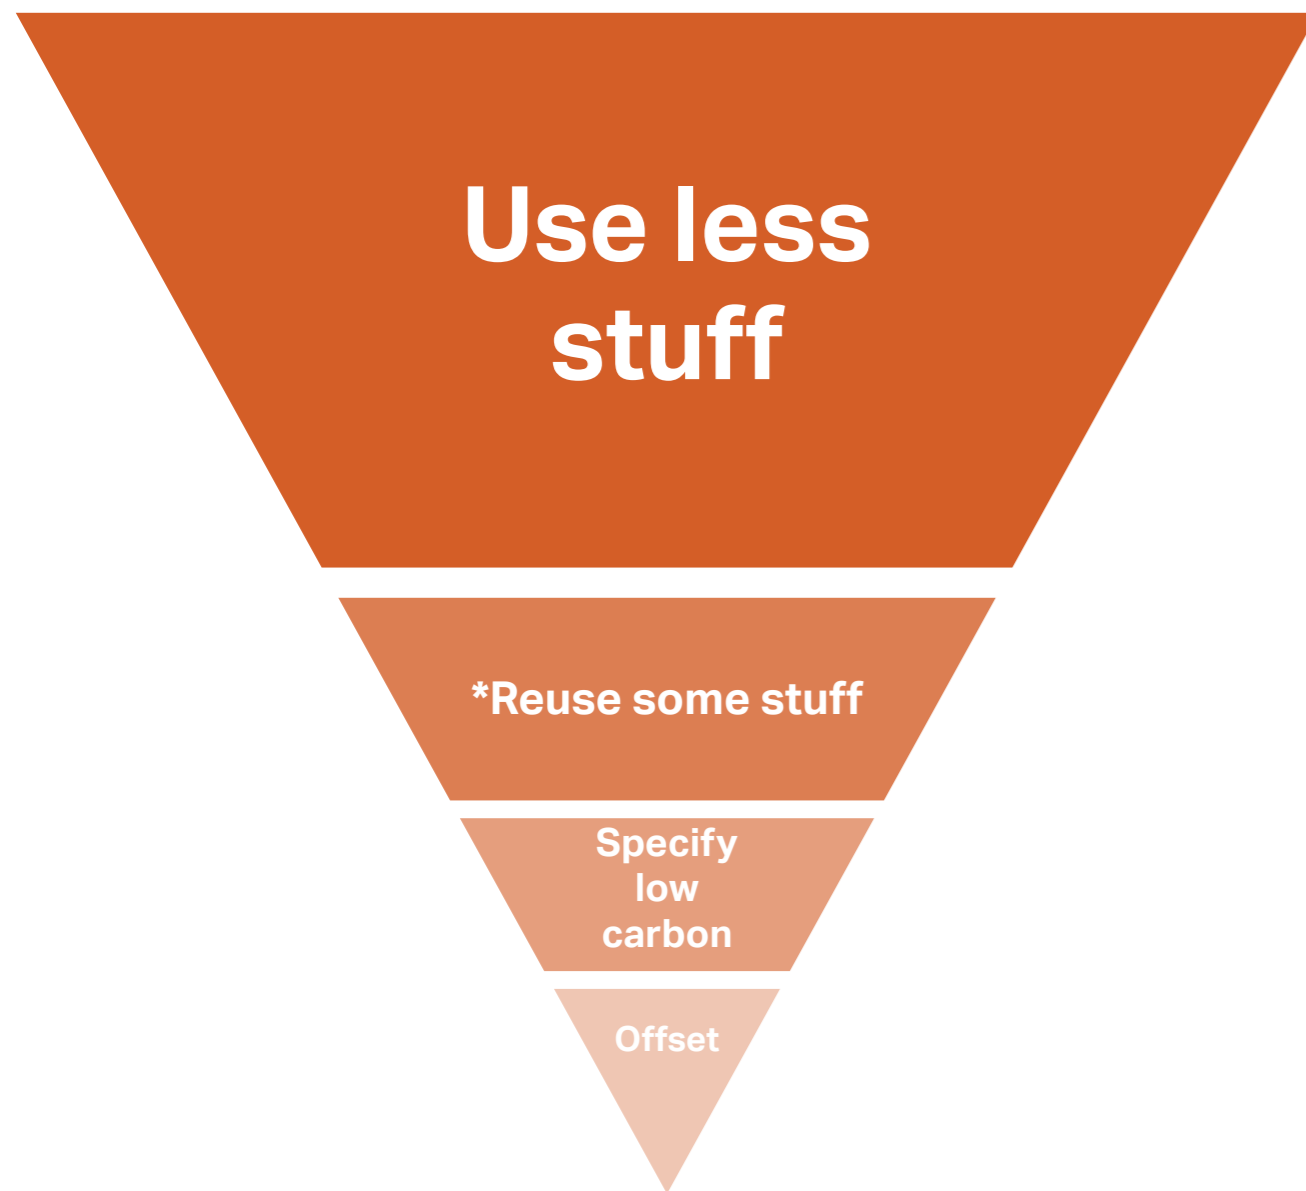 Use less
stuff
*Reuse some stuff
Specify
low
carbon
Offset